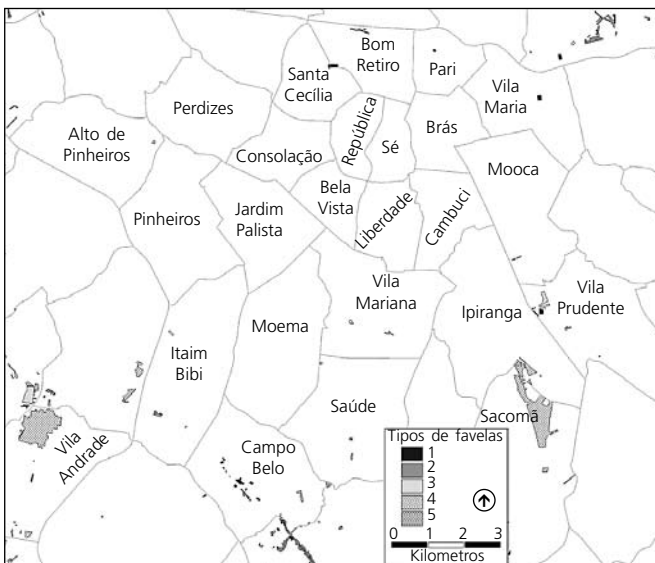 Bom
Retiro
Santa
Cecília
Pari
Vila
Maria
Perdizes
Alto de
Pinheiros
República
Sé
Brás
Consolação
Mooca
Bela
Vista
Liberdade
Cambuci
Pinheiros
Jardim
Palista
Vila
Mariana
Vila
Prudente
Ipiranga
Moema
Itaim
Bibi
Saúde
Sacomã
Vila
Andrade
Campo
Belo
Tipos de favelas
1
2
3
4
5
0 1 2 3
Kilometros